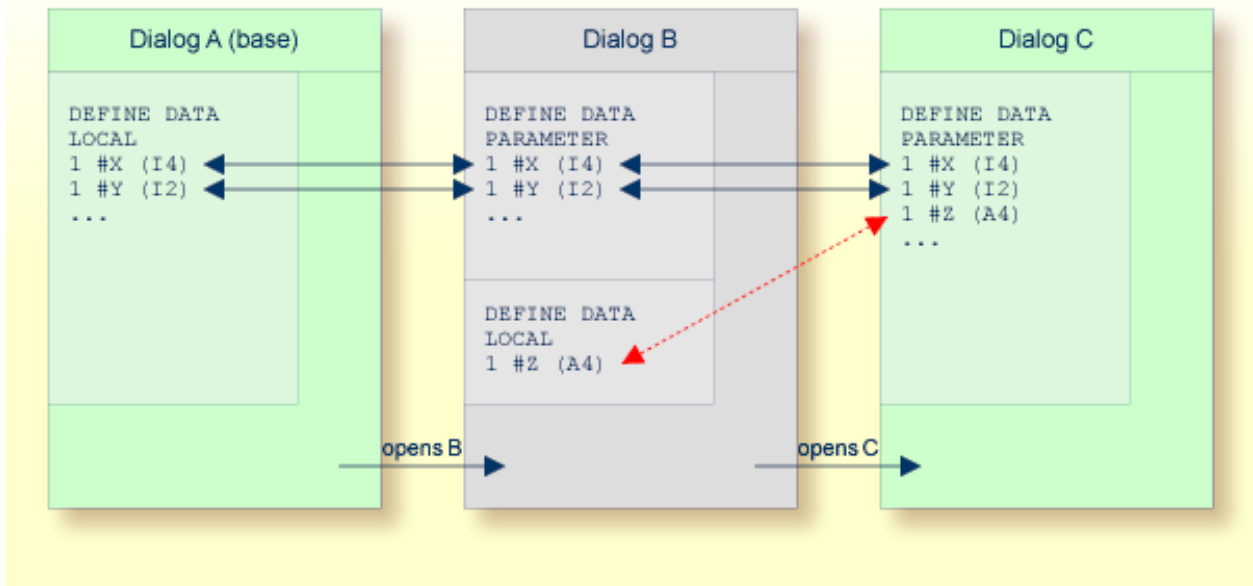 Dialog A (base)
DEFINE DATA
LOCAL
1 #X (I4)
1 #Y (I2)
...
opens B
Dialog B
DEFINE DATA
PARAMETER
1 #X (I4)
1 #Y (I2)
...
DEFINE DATA
LOCAL
1 #Z (A4)
opens C
Dialog C
DEFINE DATA
PARAMETER
1 #X (I4)
1 #Y (I2)
1 #Z (A4)
...